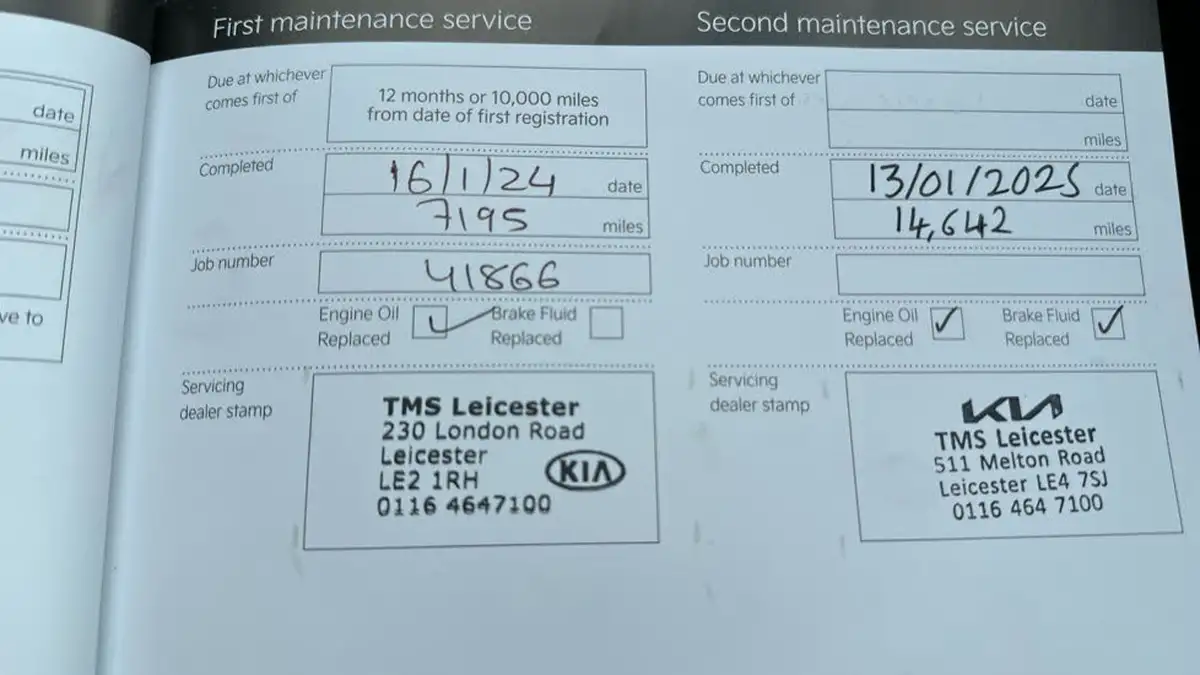 date
miles
ve to
First maintenance service
Due at whichever
comes first of
12 months or 10,000 miles
from date of first registration
Completed
16/1/24 date
7195 miles
Job number
41866
Engine Oil
Replaced
Brake Fluid
Replaced
Servicing
dealer stamp
TMS Leicester
230 London Road
Leicester
LE2 1RH
0116 4647100
KIA
Second maintenance service
Due at whichever
comes first of
date
miles
Completed
13/01/2025 date
14,642 miles
Job number
Engine Oil
Replaced
Brake Fluid
Replaced
Servicing
dealer stamp
KIA
TMS Leicester
511 Melton Road
Leicester LE4 7SJ
0116 464 7100